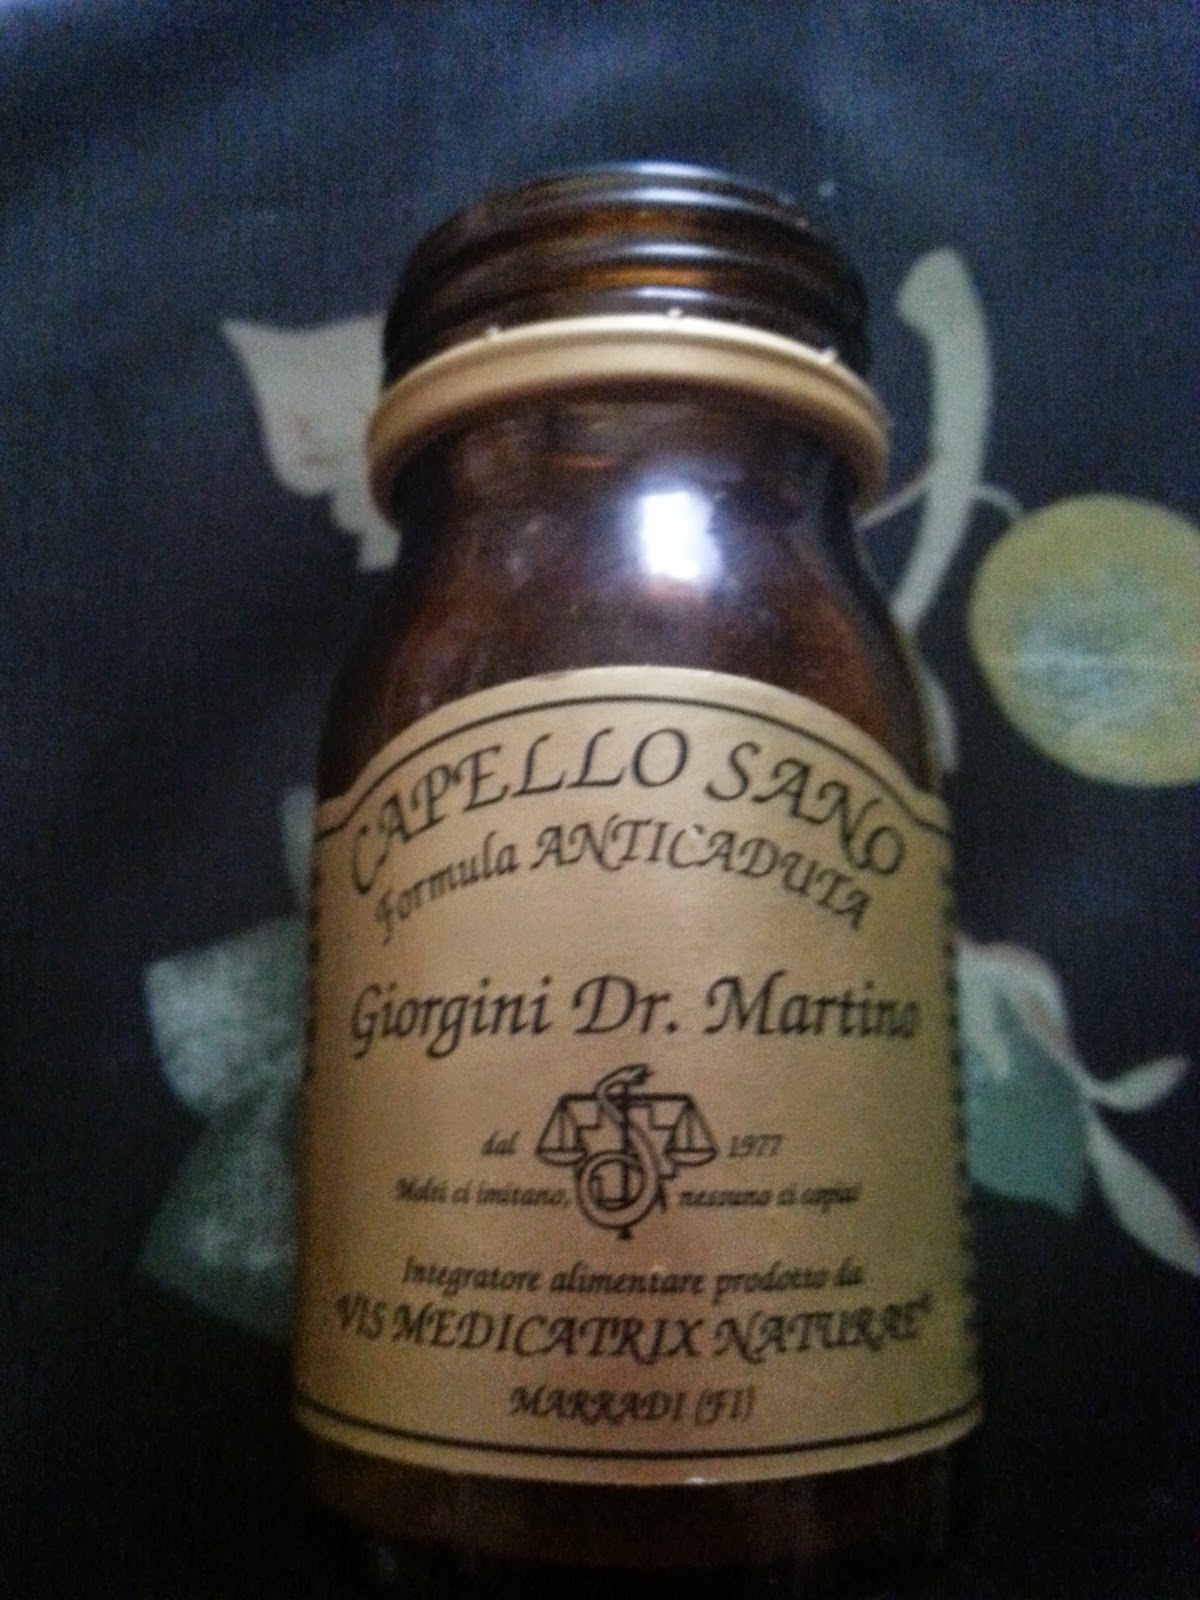 CAPELLO SANO
Formula ANTICADUTA
Giorgini Dr. Martino
dal 1977
Molti ci imitano, nessuno ci copia!
Integratore alimentare prodotto da
VIS MEDICATRIX NATURAE®
MARRADI (FI)